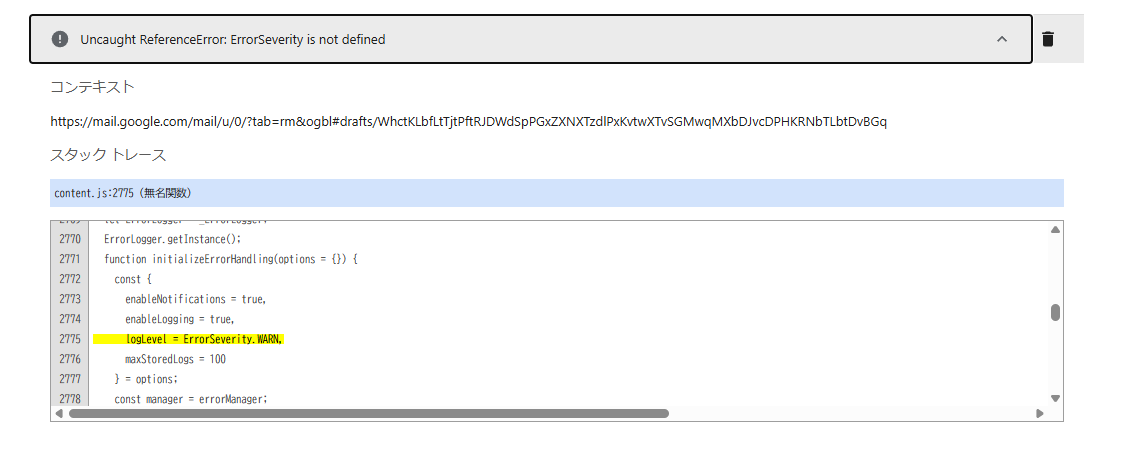 Uncaught ReferenceError: ErrorSeverity is not defined
コンテキスト
https://mail.google.com/mail/u/0/?tab=rm&ogbl#drafts/WhctKLbfLtTjtPftRJDWdSpPGxZXNXTzdlPxKvtwXTvSGMwqMXbDJvcDPHKRNbTLbtDvBGq
スタック トレース
content.js:2775 (無名関数)
2769 let ErrorLogger = _ErrorLogger;
2770 ErrorLogger.getInstance();
2771 function initializeErrorHandling(options = {}) {
2772 const {
2773 enableNotifications = true,
2774 enableLogging = true,
2775 logLevel = ErrorSeverity.WARN,
2776 maxStoredLogs = 100
2777 } = options;
2778 const manager = errorManager;